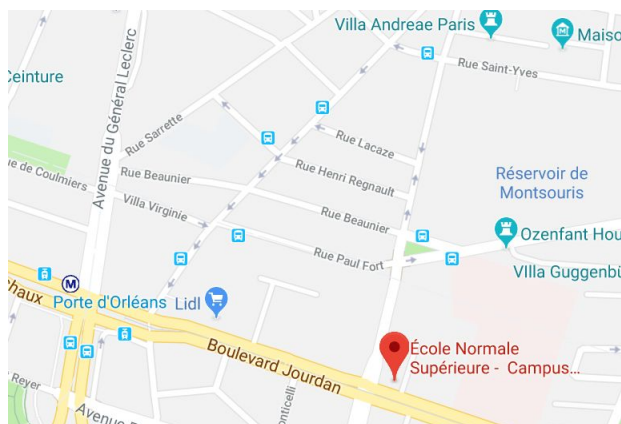 Villa Andreae Paris
Maiso
Rue Saint-Yves
Ceinture
Avenue du Général Leclerc
Rue Sarrette
Rue Lacaze
Rue Henri Regnault
Réservoir de
Montsouris
ue de Coulmiers
Rue Beaunier
Villa Virginie
Rue Beaunier
Ozenfant Hou
Rue Paul Fort
VIlla Guggenbü
M
Porte d'Orléans
Lidl
chaux
Boulevard Jourdan
École Normale
Supérieure - Campus...
Reyer
Avenue
nticelli